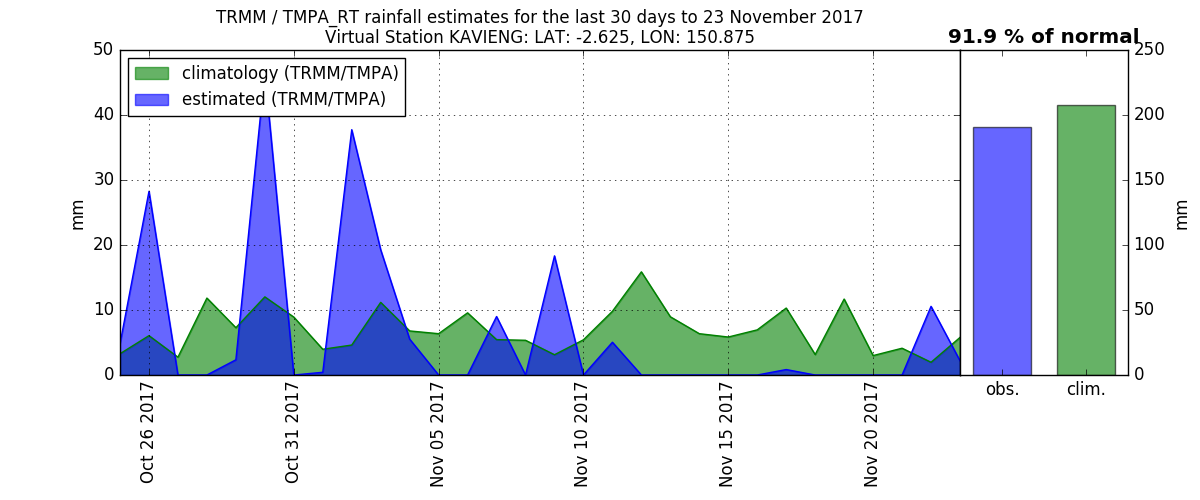 TRMM / TMPA_RT rainfall estimates for the last 30 days to 23 November 2017
Virtual Station KAVIENG: LAT: -2.625, LON: 150.875
91.9 % of normal
climatology (TRMM/TMPA)
estimated (TRMM/TMPA)
50
40
30
20
10
0
mm
Oct 26 2017
Oct 31 2017
Nov 05 2017
Nov 10 2017
Nov 15 2017
Nov 20 2017
obs.
clim.
250
200
150
100
50
0
mm